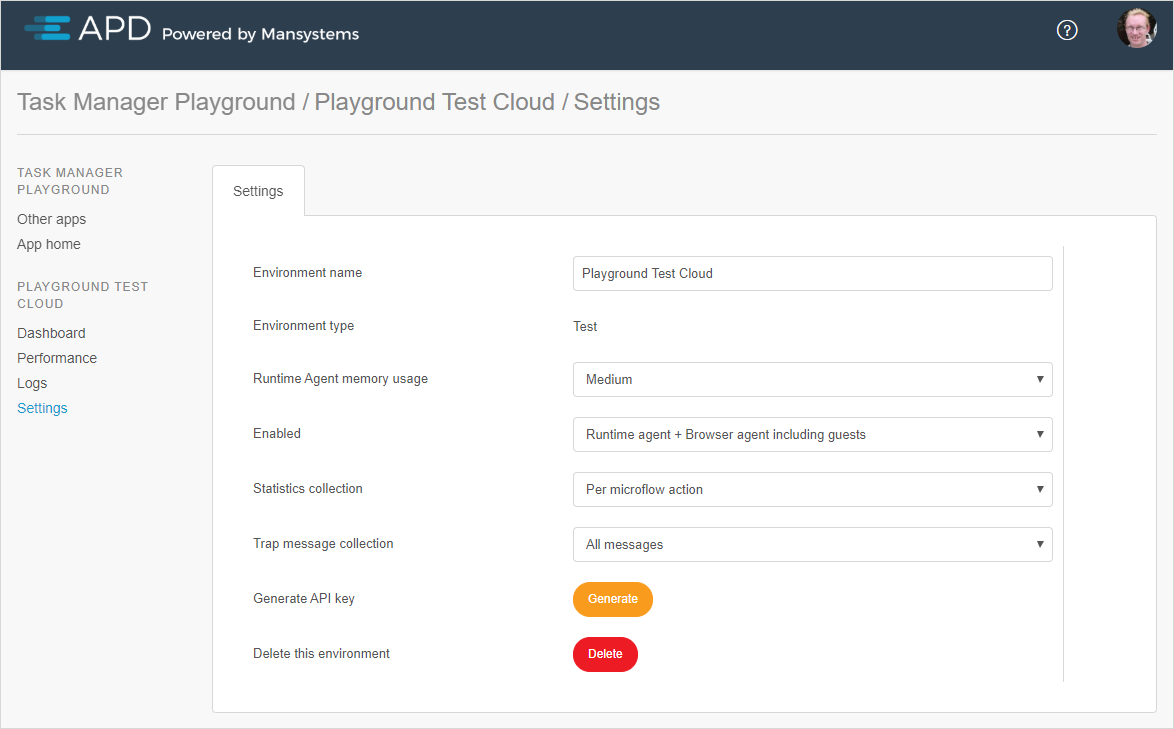 APD Powered by Mansystems
?
Task Manager Playground / Playground Test Cloud / Settings
TASK MANAGER
PLAYGROUND
Other apps
App home
PLAYGROUND TEST
CLOUD
Dashboard
Performance
Logs
Settings
Settings
Environment name
Playground Test Cloud
Environment type
Test
Runtime Agent memory usage
Medium
Enabled
Runtime agent + Browser agent including guests
Statistics collection
Per microflow action
Trap message collection
All messages
Generate API key
Generate
Delete this environment
Delete